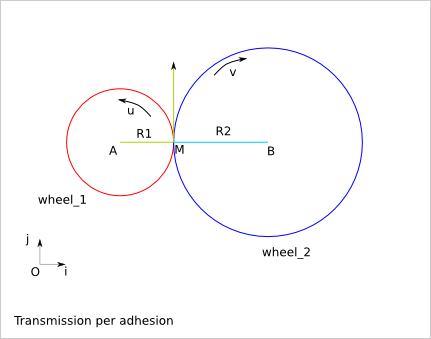 v
u
R1
R2
A
M
B
wheel_1
wheel_2
j
O
i
Transmission per adhesion